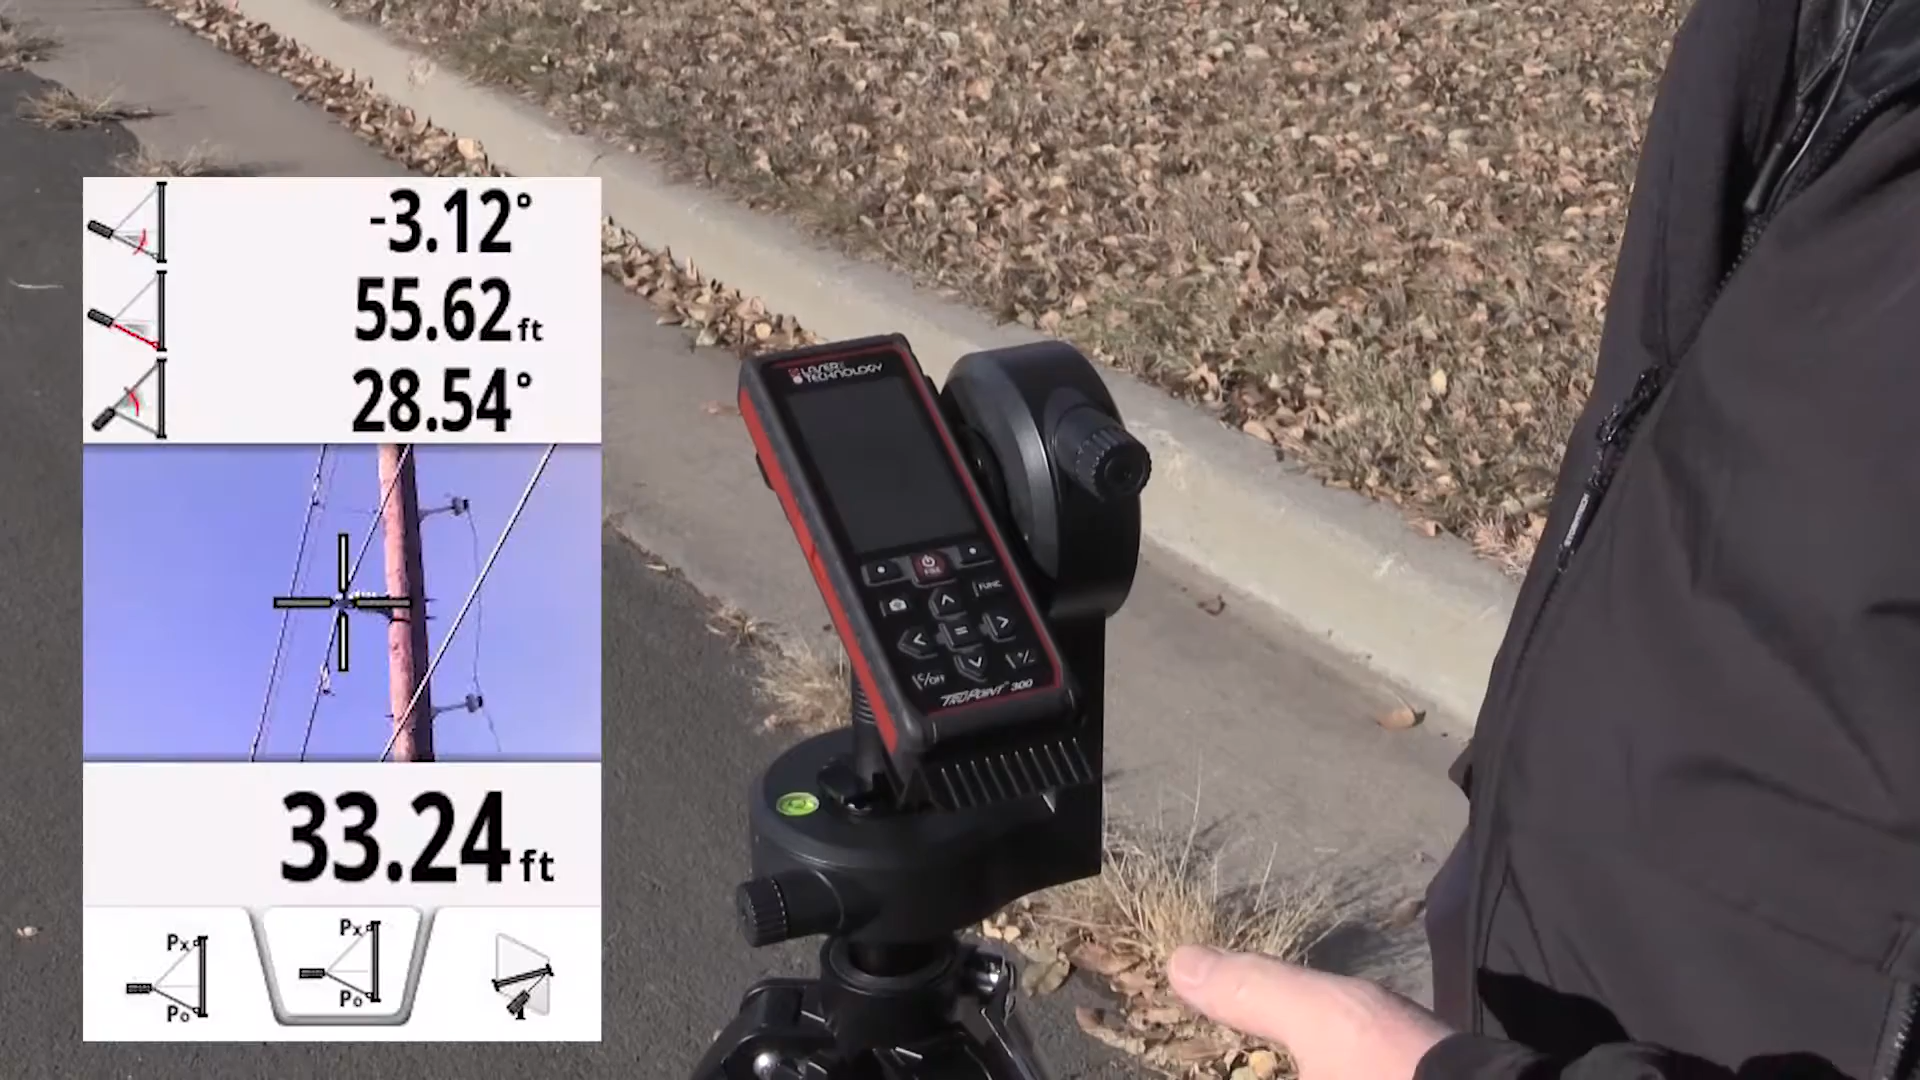 -3.12°
55.62 ft
28.54°
33.24 ft
Px
Po
Px
Po
LASER
TECHNOLOGY
FIRE
FUNC
C/OFF
+/-
TRUPOINT™ 300